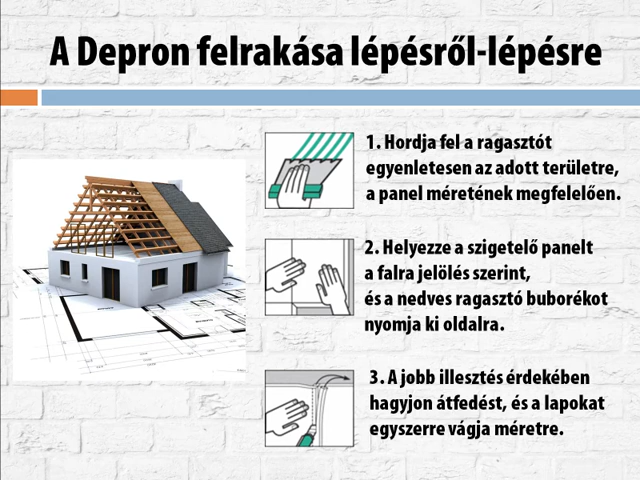 A Depron felrakása lépésről-lépésre
1. Hordja fel a ragasztót
egyenletesen az adott területre,
a panel méretének megfelelően.
2. Helyezze a szigetelő panelt
a falra jelölés szerint,
és a nedves ragasztó buborékot
nyomja ki oldalra.
3. A jobb illesztés érdekében
hagyjon átfedést, és a lapokat
egyszerre vágja méretre.